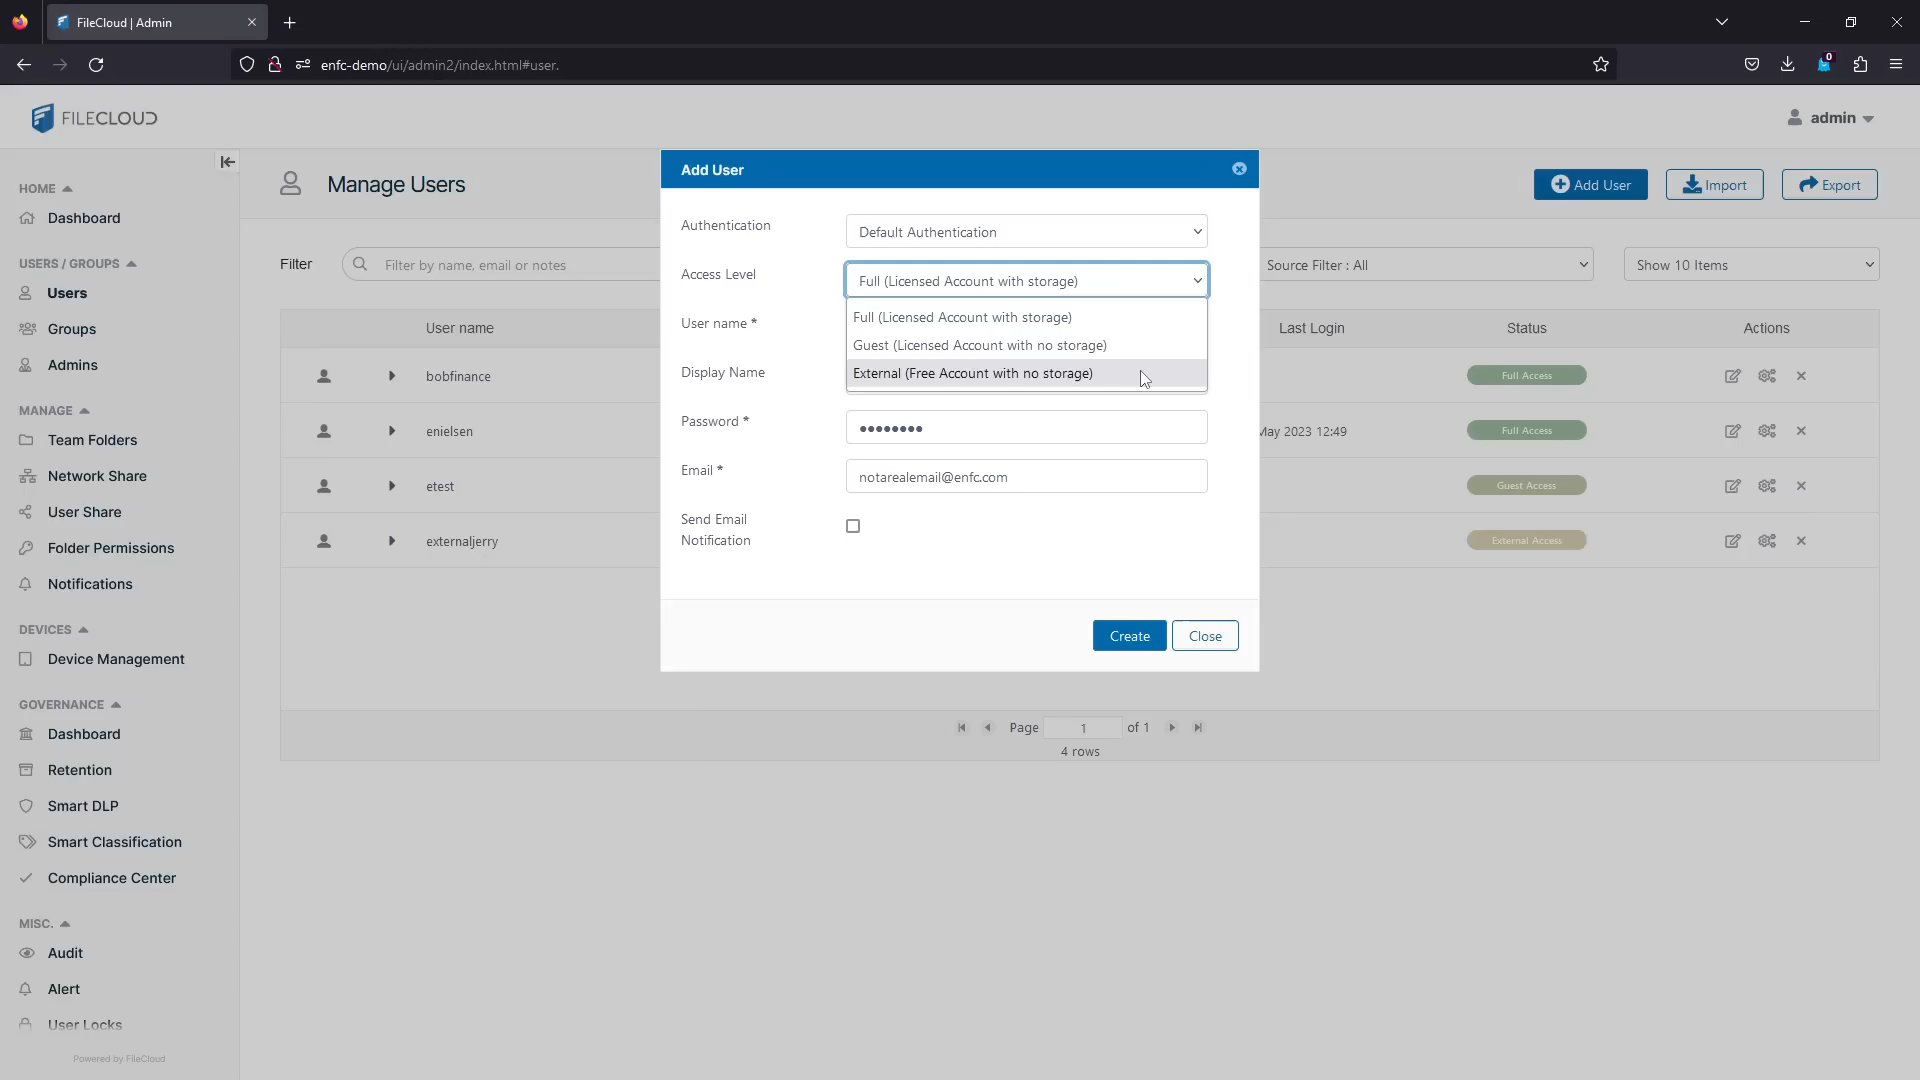 FileCloud | Admin
enfc-demo/ui/admin2/index.html#user.
0
FILECLOUD
admin
HOME
Dashboard
USERS / GROUPS
Users
Groups
Admins
MANAGE
Team Folders
Network Share
User Share
Folder Permissions
Notifications
DEVICES
Device Management
GOVERNANCE
Dashboard
Retention
Smart DLP
Smart Classification
Compliance Center
MISC.
Audit
Alert
User Locks
Powered by FileCloud
Manage Users
Add User
Import
Export
Filter
Filter by name, email or notes
Source Filter : All
Show 10 Items
User name
Last Login
Status
Actions
bobfinance
Full Access
enielsen
May 2023 12:49
Full Access
etest
Guest Access
externaljerry
External Access
Page 1 of 1
4 rows
Add User
Authentication
Default Authentication
Access Level
Full (Licensed Account with storage)
Full (Licensed Account with storage)
Guest (Licensed Account with no storage)
External (Free Account with no storage)
User name *
Display Name
Password *
Email *
notarealemail@enfc.com
Send Email
Notification
Create
Close